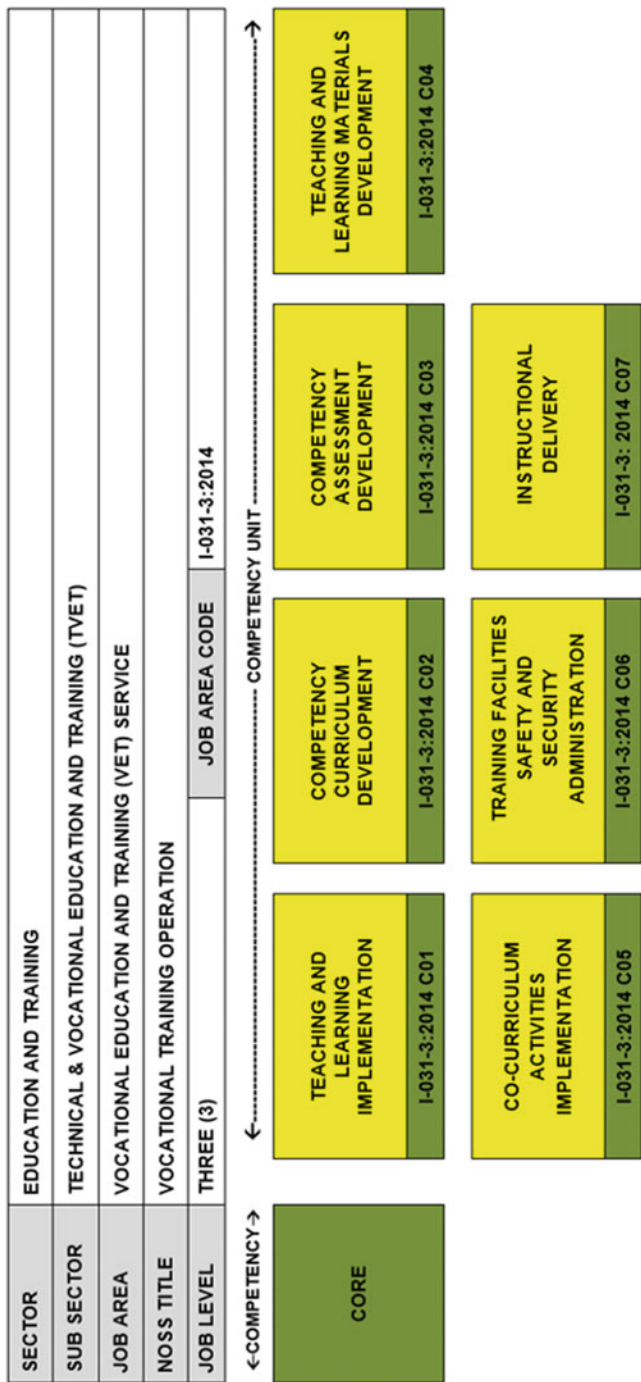 SECTOR EDUCATION AND TRAINING
SUB SECTOR TECHNICAL & VOCATIONAL EDUCATION AND TRAINING (TVET)
JOB AREA VOCATIONAL EDUCATION AND TRAINING (VET) SERVICE
NOSS TITLE VOCATIONAL TRAINING OPERATION
JOB LEVEL THREE (3) JOB AREA CODE I-031-3:2014
←COMPETENCY→
COMPETENCY UNIT
CORE
TEACHING AND
LEARNING
IMPLEMENTATION
I-031-3:2014 C01
COMPETENCY
CURRICULUM
DEVELOPMENT
I-031-3:2014 C02
COMPETENCY
ASSESSMENT
DEVELOPMENT
I-031-3:2014 C03
TEACHING AND
LEARNING MATERIALS
DEVELOPMENT
I-031-3:2014 C04
CO-CURRICULUM
ACTIVITIES
IMPLEMENTATION
I-031-3:2014 C05
TRAINING FACILITIES
SAFETY AND
SECURITY
ADMINISTRATION
I-031-3:2014 C06
INSTRUCTIONAL
DELIVERY
I-031-3: 2014 C07